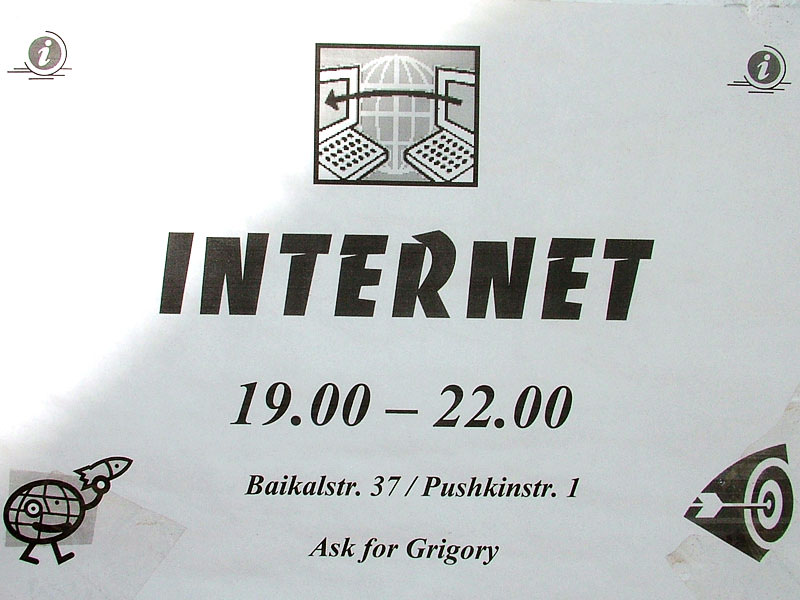 i
i
INTERNET
19.00 – 22.00
Baikalstr. 37 / Pushkinstr. 1
Ask for Grigory